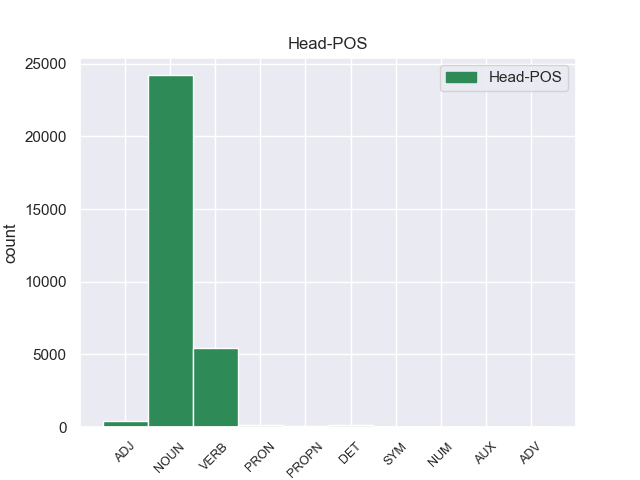 Head-POS
Head-POS
25000
20000
15000
10000
5000
0
count
ADJ
NOUN
VERB
PRON
PROPN
DET
SYM
NUM
AUX
ADV